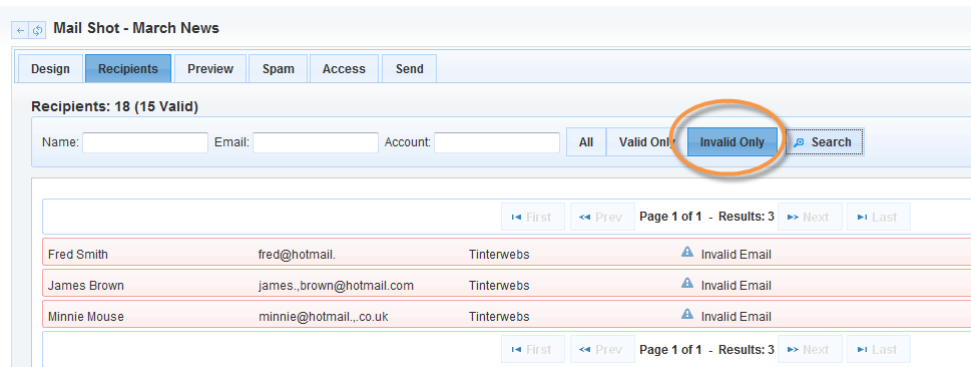 Mail Shot - March News
Design Recipients Preview Spam Access Send
Recipients: 18 (15 Valid)
Name: Email: Account: All Valid Only Invalid Only Search
First Prev Page 1 of 1 - Results: 3 Next Last
Fred Smith fred@hotmail. Tinterwebs Invalid Email
James Brown james.,brown@hotmail.com Tinterwebs Invalid Email
Minnie Mouse minnie@hotmail.,.co.uk Tinterwebs Invalid Email
First Prev Page 1 of 1 - Results: 3 Next Last